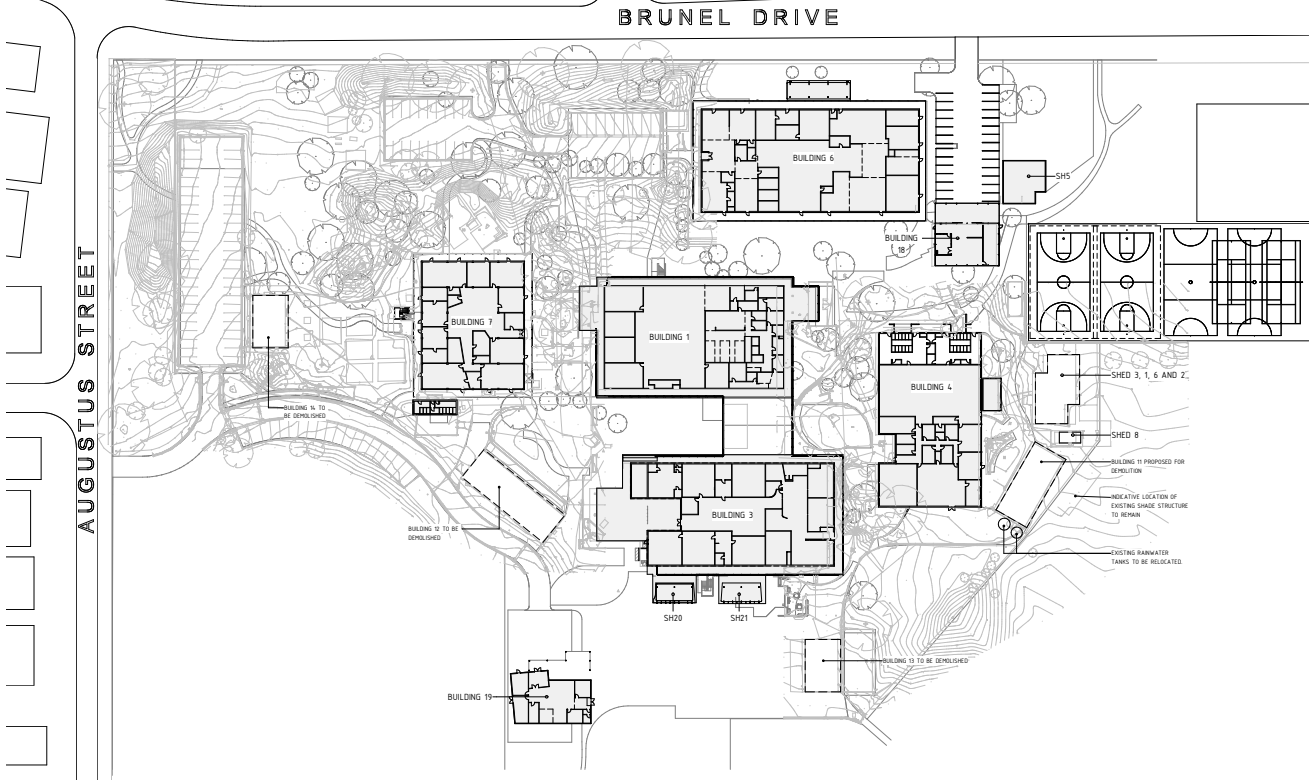 BRUNEL DRIVE
AUGUSTUS STREET
BUILDING 6
SH5
BUILDING
18
BUILDING 7
BUILDING 1
BUILDING 4
SHED 3, 1, 6 AND 2
BUILDING 14 TO
BE DEMOLISHED
SHED 8
BUILDING 11 PROPOSED FOR
DEMOLITION
INDICATIVE LOCATION OF
EXISTING SHADE STRUCTURE
TO REMAIN
BUILDING 3
BUILDING 12 TO BE
DEMOLISHED
EXISTING RAINWATER
TANKS TO BE RELOCATED.
SH20
SH21
BUILDING 13 TO BE DEMOLISHED
BUILDING 19